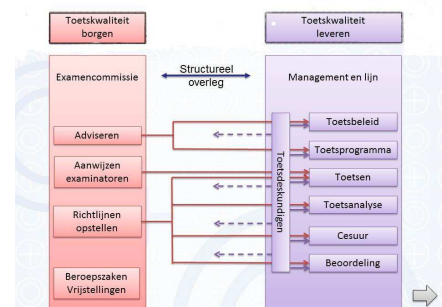 Toetskwaliteit
borgen
Toetskwaliteit
leveren
Examencommissie
Structureel
overleg
Management en lijn
Adviseren
Aanwijzen
examinatoren
Richtlijnen
opstellen
Beroepszaken
Vrijstellingen
Toetsdeskundigen
Toetsbeleid
Toetsprogramma
Toetsen
Toetsanalyse
Cesuur
Beoordeling